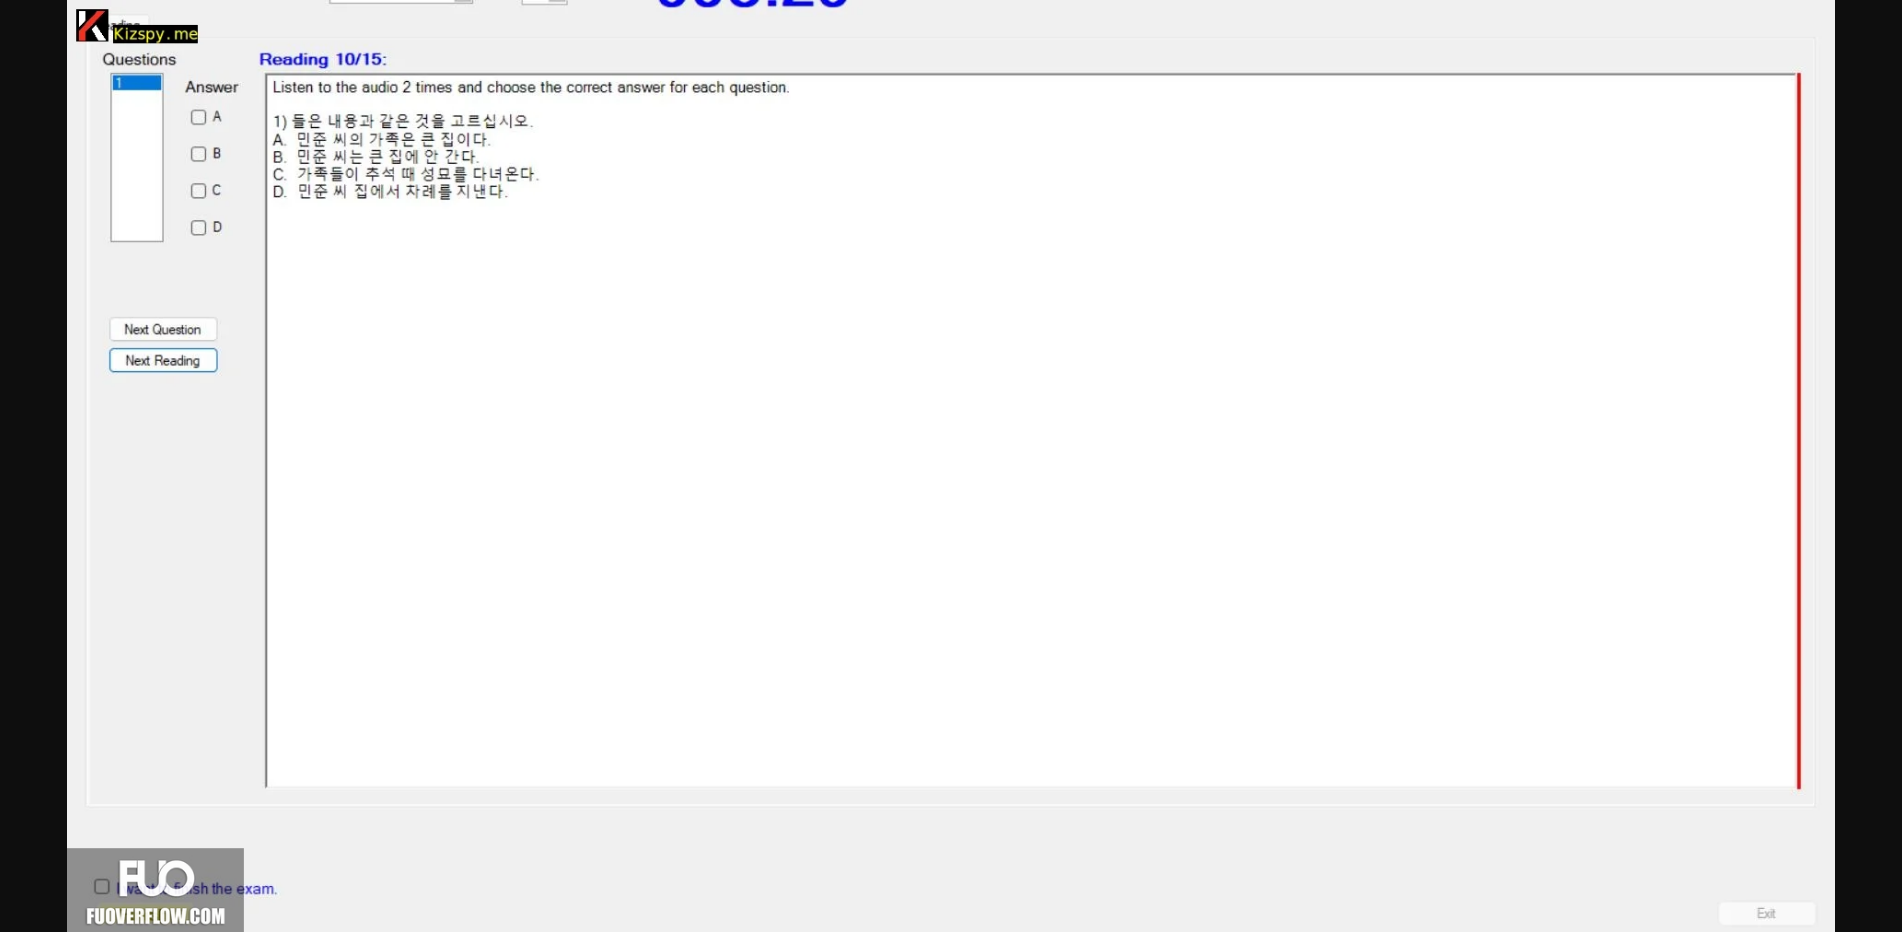 Kizspy.me
Questions
Reading 10/15:
1
Answer
Listen to the audio 2 times and choose the correct answer for each question.
A
B
C
D
1) 들은 내용과 같은 것을 고르십시오.
A. 민준 씨의 가족은 큰 집이다.
B. 민준 씨는 큰 집에 안 간다.
C. 가족들이 추석 때 성묘를 다녀온다.
D. 민준 씨 집에서 차례를 지낸다.
Next Question
Next Reading
FUO
the exam.
FUOVERFLOW.COM
Exit